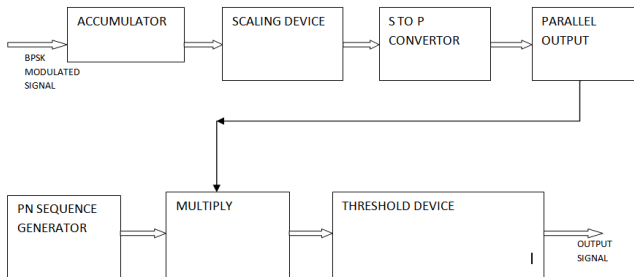 ACCUMULATOR
SCALING DEVICE
S TO P
CONVERTOR
PARALLEL
OUTPUT
BPSK
MODULATED
SIGNAL
PN SEQUENCE
GENERATOR
MULTIPLY
THRESHOLD DEVICE
OUTPUT
SIGNAL